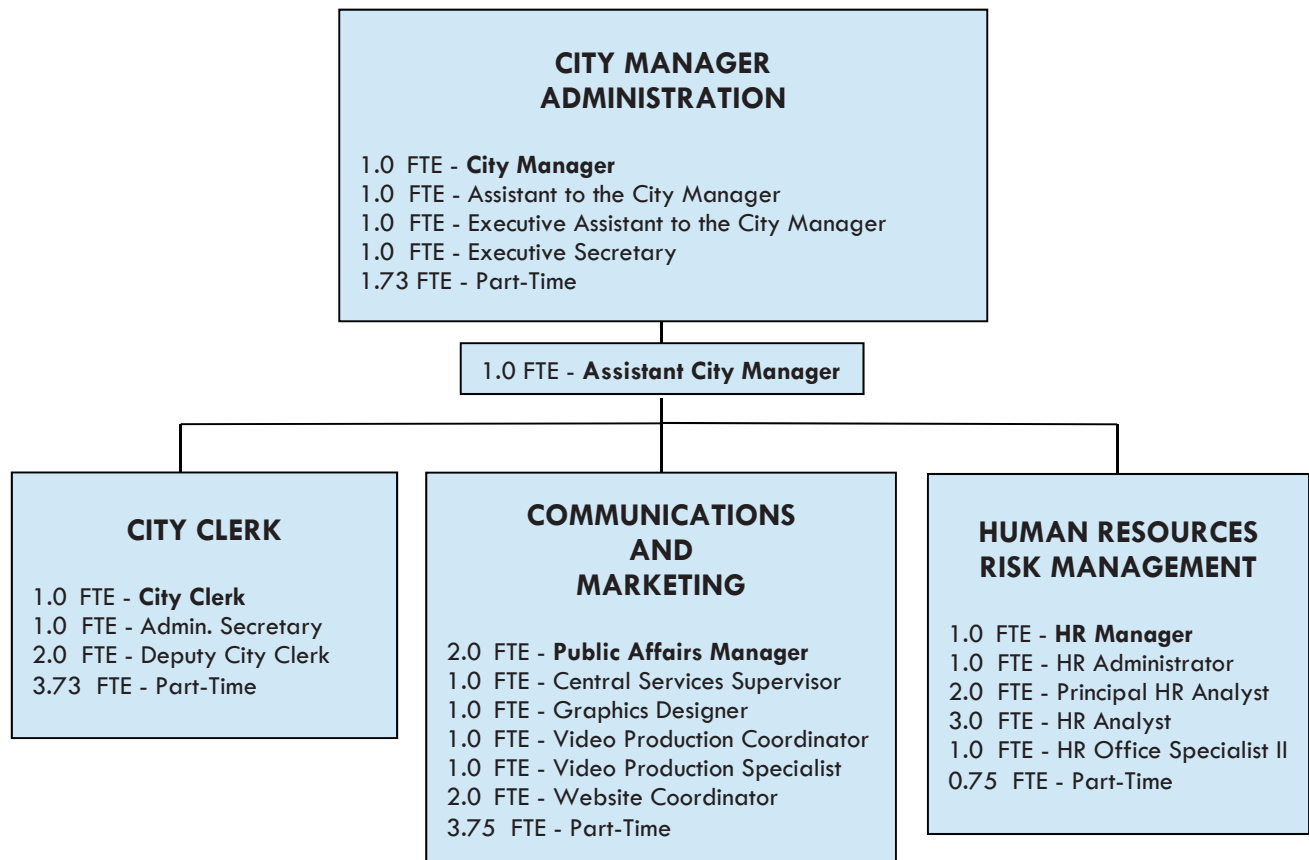 CITY MANAGER
ADMINISTRATION
1.0 FTE - City Manager
1.0 FTE - Assistant to the City Manager
1.0 FTE - Executive Assistant to the City Manager
1.0 FTE - Executive Secretary
1.73 FTE - Part-Time
1.0 FTE - Assistant City Manager
CITY CLERK
1.0 FTE - City Clerk
1.0 FTE - Admin. Secretary
2.0 FTE - Deputy City Clerk
3.73 FTE - Part-Time
COMMUNICATIONS
AND
MARKETING
2.0 FTE - Public Affairs Manager
1.0 FTE - Central Services Supervisor
1.0 FTE - Graphics Designer
1.0 FTE - Video Production Coordinator
1.0 FTE - Video Production Specialist
2.0 FTE - Website Coordinator
3.75 FTE - Part-Time
HUMAN RESOURCES
RISK MANAGEMENT
1.0 FTE - HR Manager
1.0 FTE - HR Administrator
2.0 FTE - Principal HR Analyst
3.0 FTE - HR Analyst
1.0 FTE - HR Office Specialist II
0.75 FTE - Part-Time